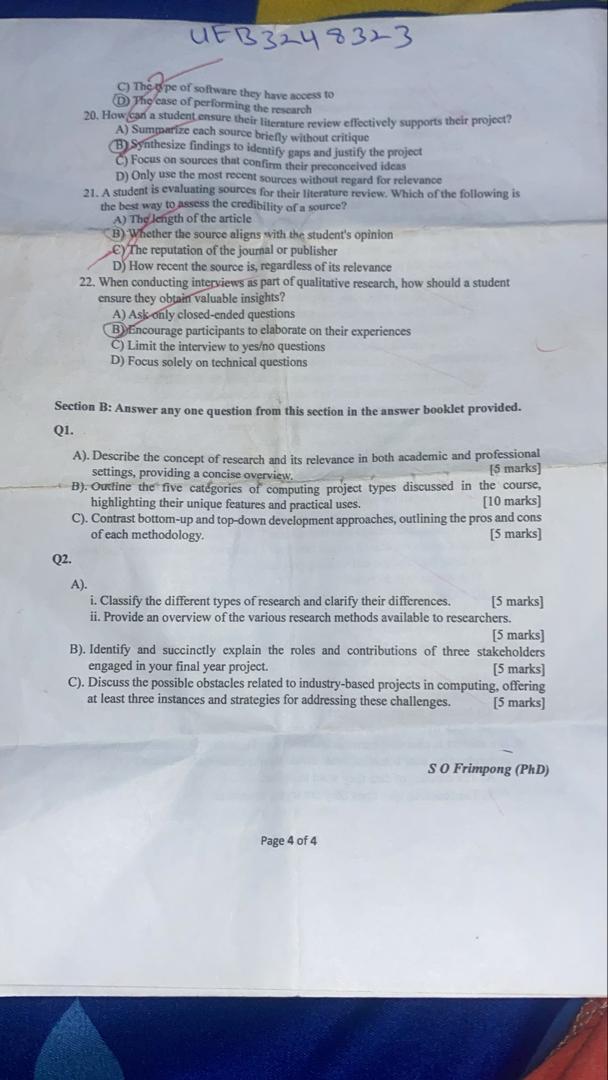 UEB3248323
C) The type of software they have access to
D) The ease of performing the research
20. How can a student ensure their literature review effectively supports their project?
A) Summarize each source briefly without critique
B) Synthesize findings to identify gaps and justify the project
C) Focus on sources that confirm their preconceived ideas
D) Only use the most recent sources without regard for relevance
21. A student is evaluating sources for their literature review. Which of the following is
the best way to assess the credibility of a source?
A) The length of the article
B) Whether the source aligns with the student's opinion
C) The reputation of the journal or publisher
D) How recent the source is, regardless of its relevance
22. When conducting interviews as part of qualitative research, how should a student
ensure they obtain valuable insights?
A) Ask only closed-ended questions
B) Encourage participants to elaborate on their experiences
C) Limit the interview to yes/no questions
D) Focus solely on technical questions
Section B: Answer any one question from this section in the answer booklet provided.
Q1.
A). Describe the concept of research and its relevance in both academic and professional
settings, providing a concise overview. [5 marks]
B). Outline the five categories of computing project types discussed in the course,
highlighting their unique features and practical uses. [10 marks]
C). Contrast bottom-up and top-down development approaches, outlining the pros and cons
of each methodology. [5 marks]
Q2.
A).
i. Classify the different types of research and clarify their differences. [5 marks]
ii. Provide an overview of the various research methods available to researchers.
[5 marks]
B). Identify and succinctly explain the roles and contributions of three stakeholders
engaged in your final year project. [5 marks]
C). Discuss the possible obstacles related to industry-based projects in computing, offering
at least three instances and strategies for addressing these challenges. [5 marks]
S O Frimpong (PhD)
Page 4 of 4